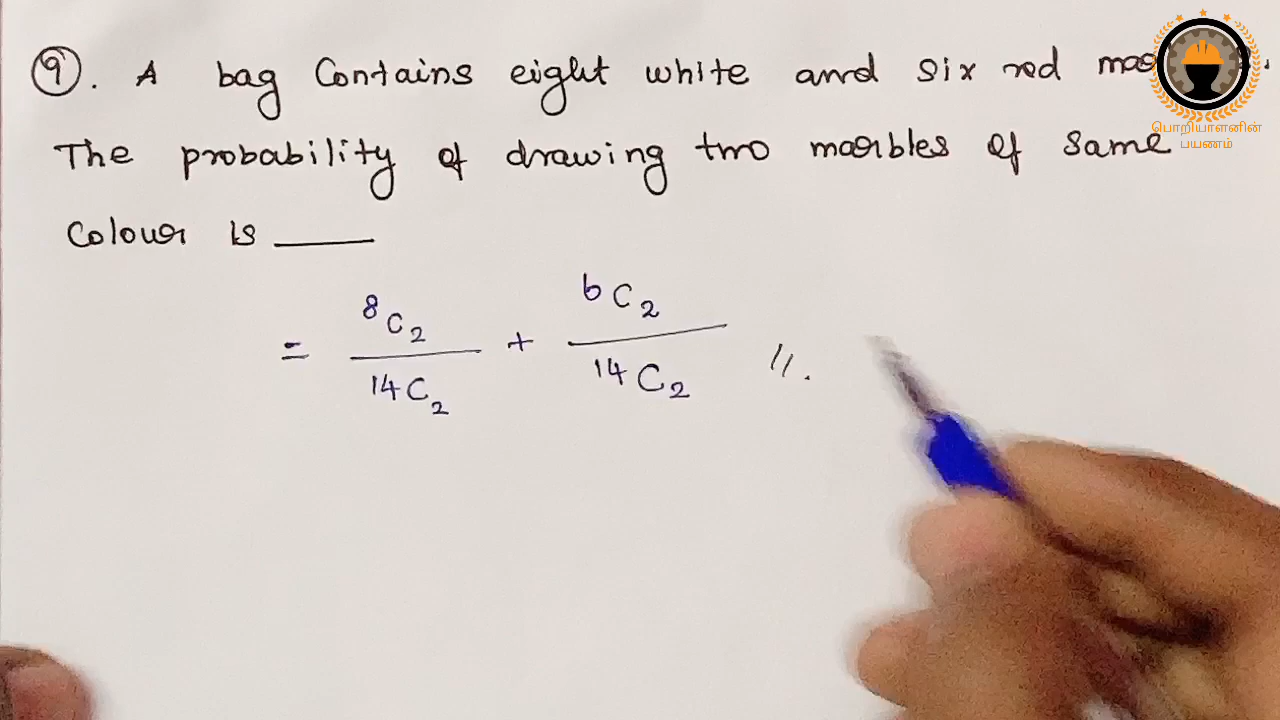 9. A bag Contains eight white and six red
The probability of drawing two marbles of same
Colour is ____
= 8C2/14C2 + 6C2/14C2 //.
பொறியாளனின்
பயணம்